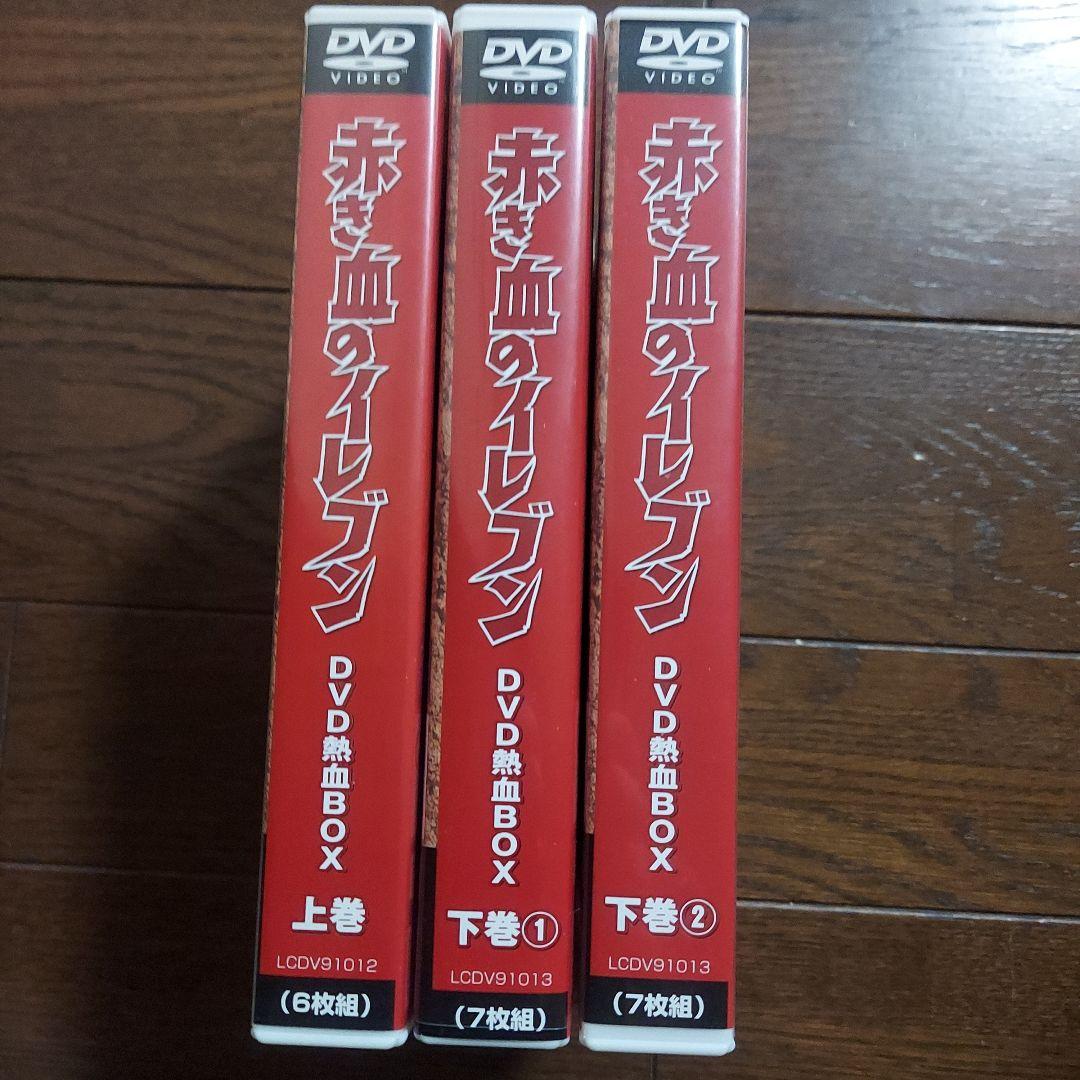 DVD
VIDEO
赤き血のイレブン
DVD熱血BOX
上巻
LCDV91012
(6枚組)
DVD
VIDEO
赤き血のイレブン
DVD熱血BOX
下巻①
LCDV91013
(7枚組)
DVD
VIDEO
赤き血のイレブン
DVD熱血BOX
下巻②
LCDV91013
(7枚組)